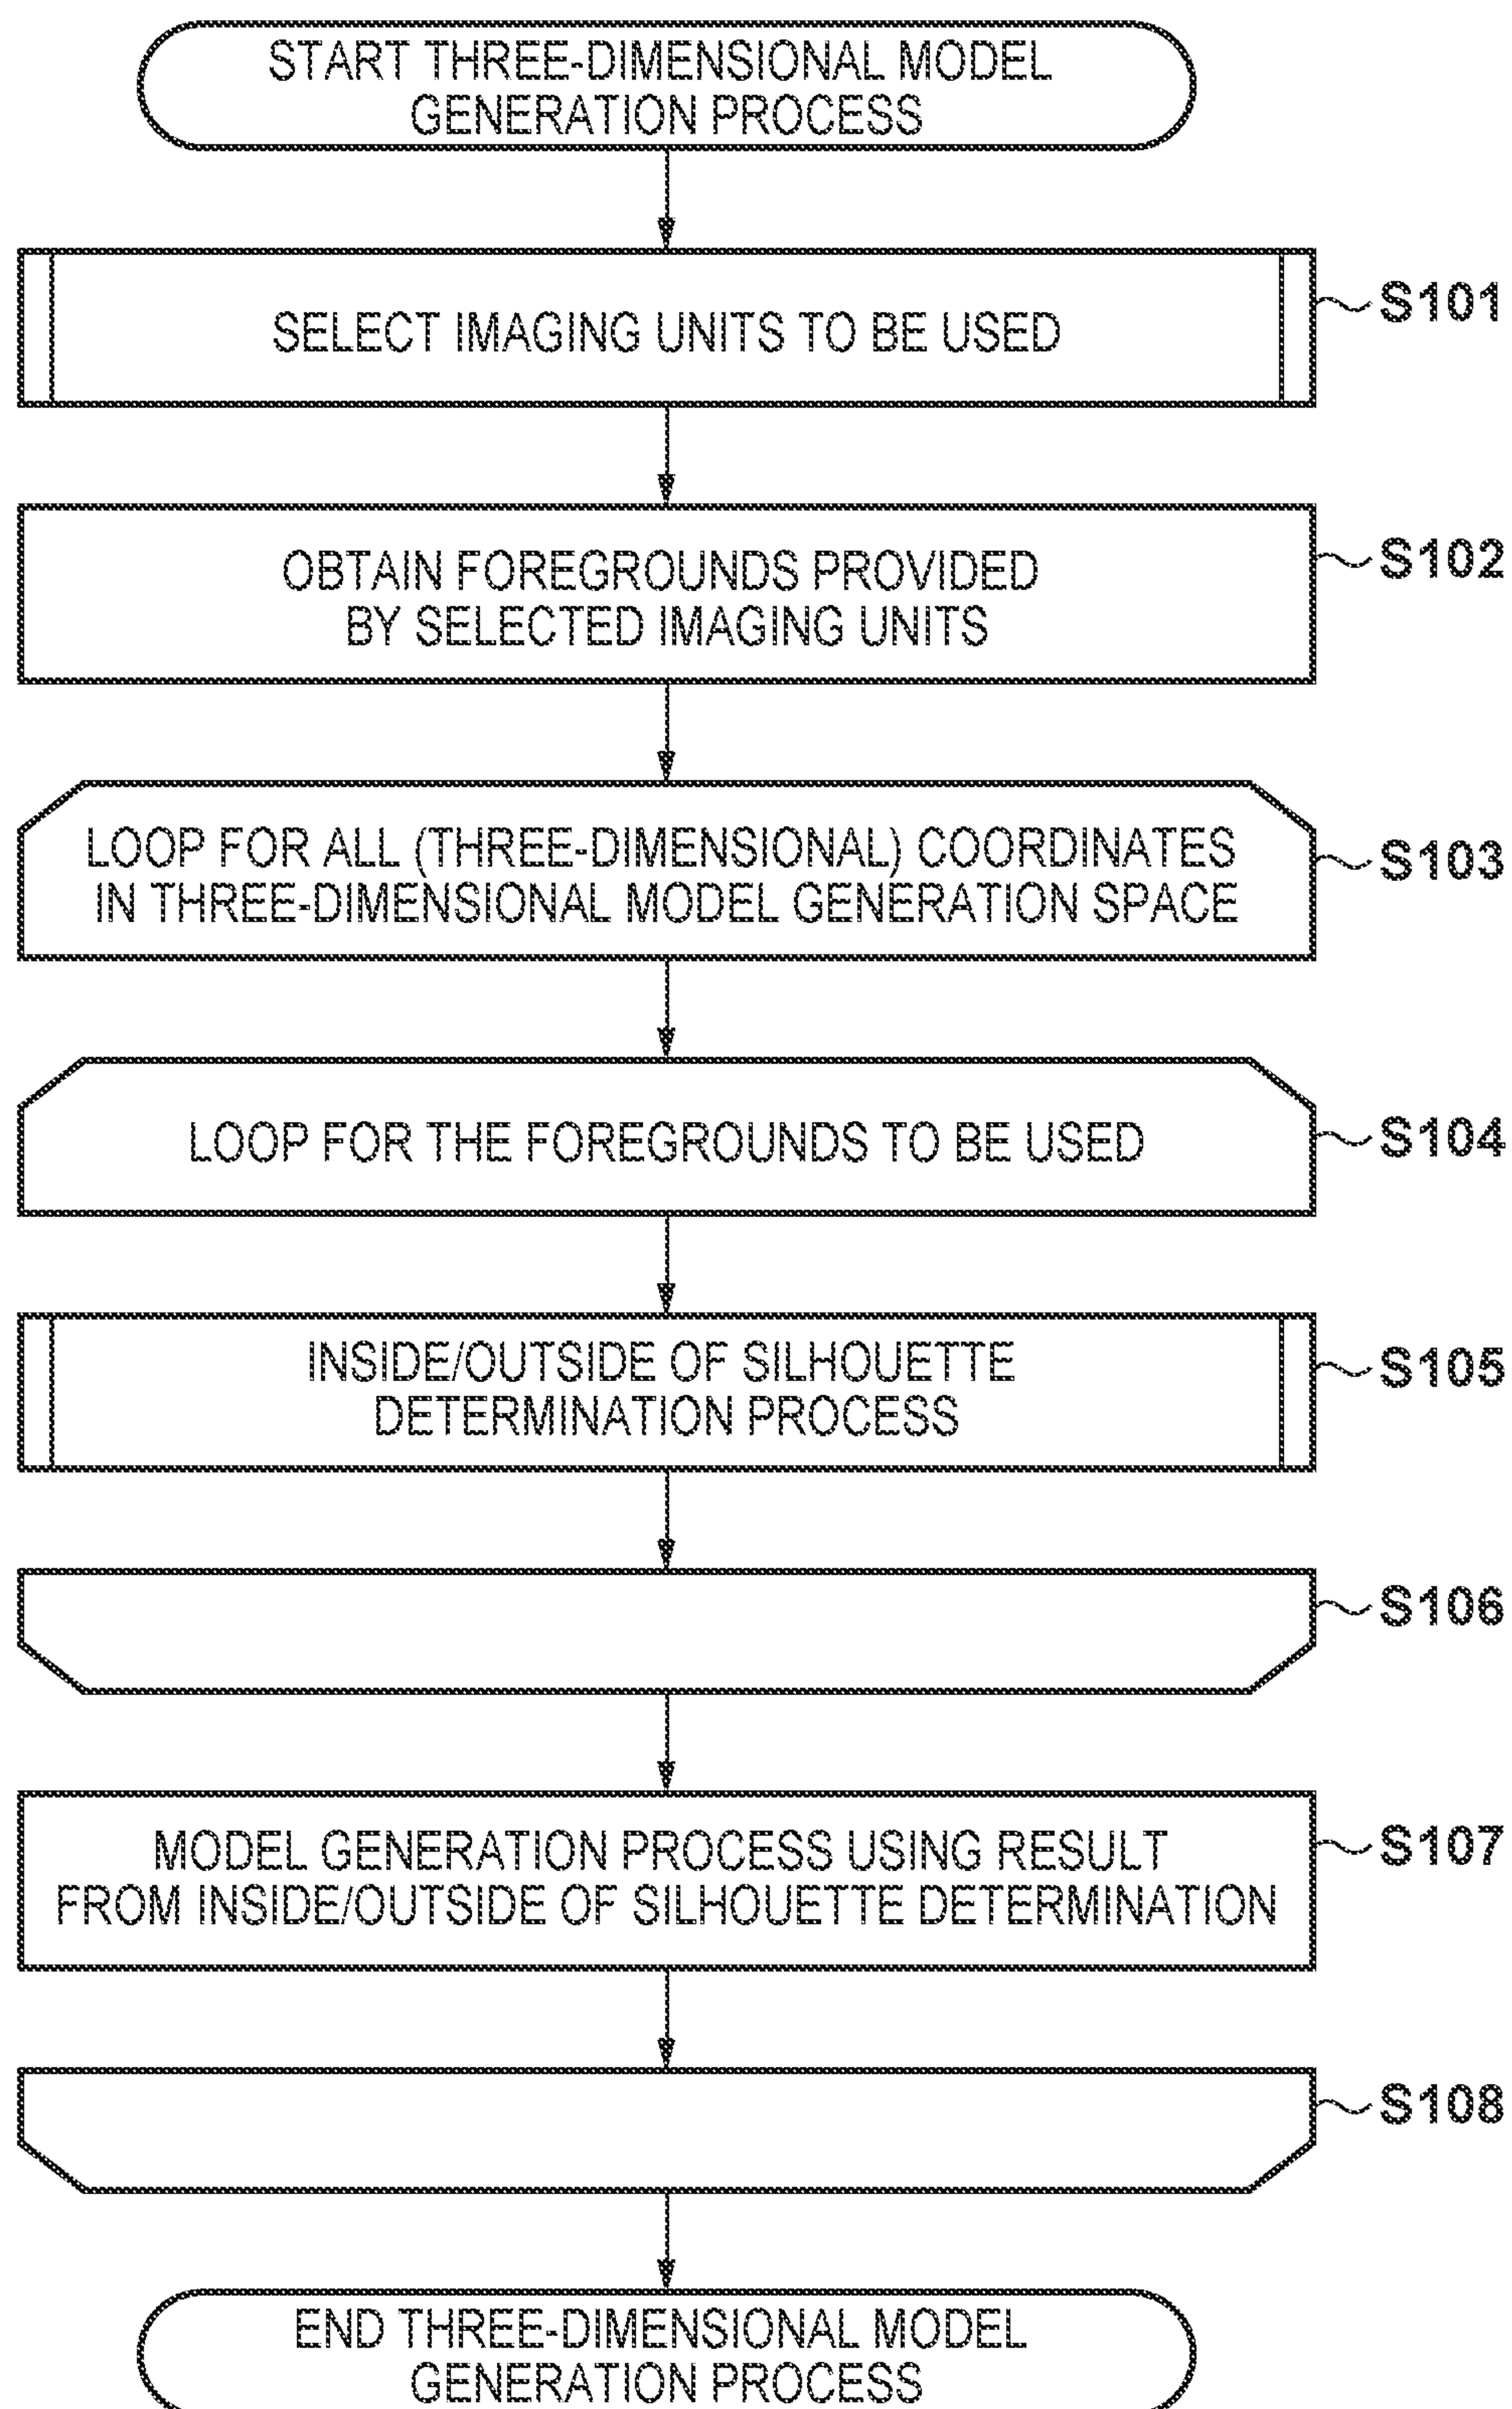 START THREE-DIMENSIONAL MODEL
GENERATION PROCESS
SELECT IMAGING UNITS TO BE USED
S101
OBTAIN FOREGROUNDS PROVIDED
BY SELECTED IMAGING UNITS
S102
LOOP FOR ALL (THREE-DIMENSIONAL) COORDINATES
IN THREE-DIMENSIONAL MODEL GENERATION SPACE
S103
LOOP FOR THE FOREGROUNDS TO BE USED
S104
INSIDE/OUTSIDE OF SILHOUETTE
DETERMINATION PROCESS
S105
S106
MODEL GENERATION PROCESS USING RESULT
FROM INSIDE/OUTSIDE OF SILHOUETTE DETERMINATION
S107
S108
END THREE-DIMENSIONAL MODEL
GENERATION PROCESS